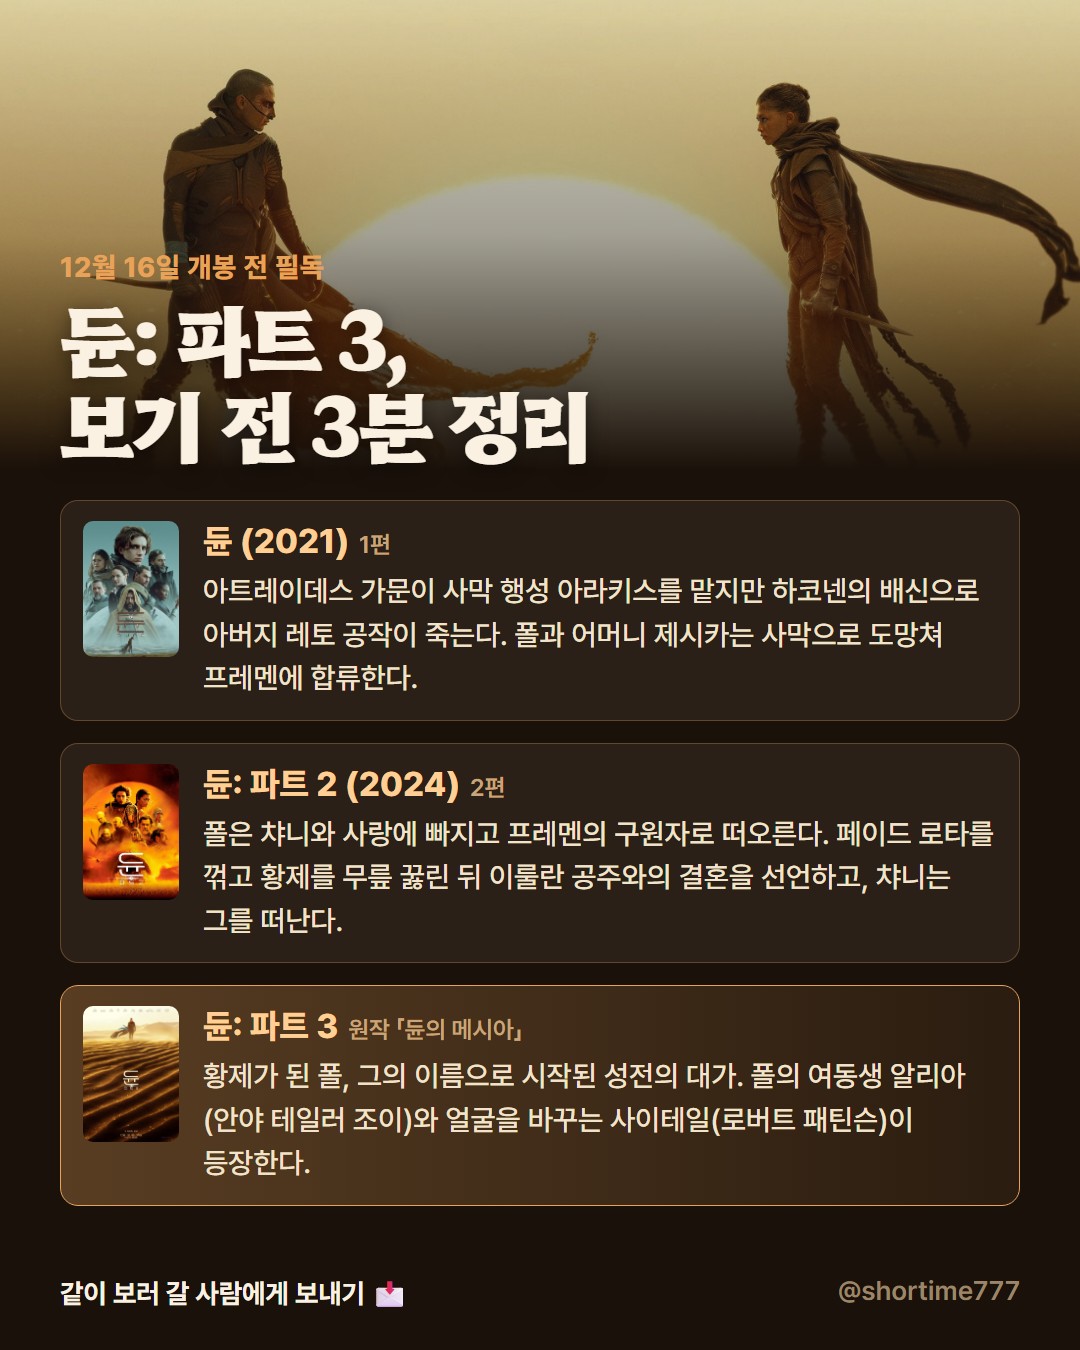 12월 16일 개봉 전 필독
듄: 파트 3,
보기 전 3분 정리
듄 (2021) 1편
아트레이데스 가문이 사막 행성 아라키스를 맡지만 하코넨의 배신으로
아버지 레토 공작이 죽는다. 폴과 어머니 제시카는 사막으로 도망쳐
프레멘에 합류한다.
듄: 파트 2 (2024) 2편
폴은 챠니와 사랑에 빠지고 프레멘의 구원자로 떠오른다. 페이드 로타를
꺾고 황제를 무릎 꿇린 뒤 이룰란 공주와의 결혼을 선언하고, 챠니는
그를 떠난다.
듄
듄: 파트 3 원작 「듄의 메시아」
황제가 된 폴, 그의 이름으로 시작된 성전의 대가. 폴의 여동생 알리아
(안야 테일러 조이)와 얼굴을 바꾸는 사이테일(로버트 패틴슨)이
등장한다.
듄
같이 보러 갈 사람에게 보내기
@shortime777